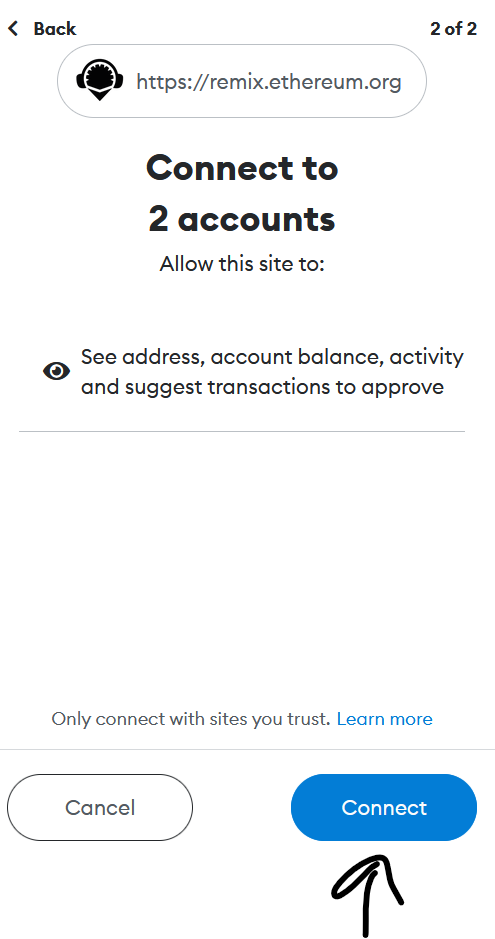 Back
2 of 2
https://remix.ethereum.org
Connect to
2 accounts
Allow this site to:
See address, account balance, activity
and suggest transactions to approve
Only connect with sites you trust. Learn more
Cancel
Connect